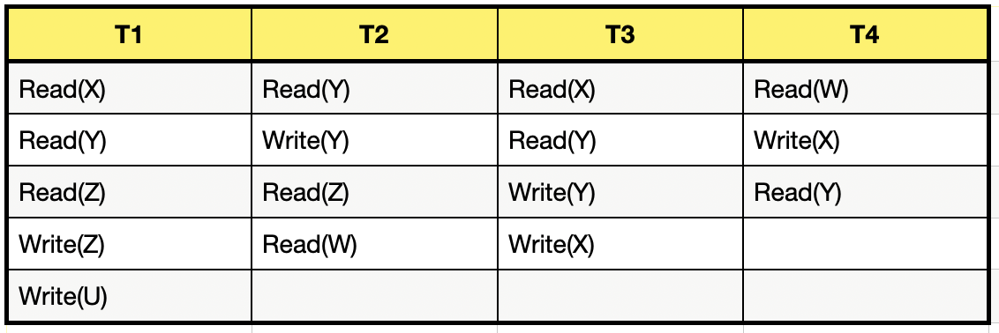 T1 T2 T3 T4
Read(X) Read(Y) Read(X) Read(W)
Read(Y) Write(Y) Read(Y) Write(X)
Read(Z) Read(Z) Write(Y) Read(Y)
Write(Z) Read(W) Write(X)
Write(U)